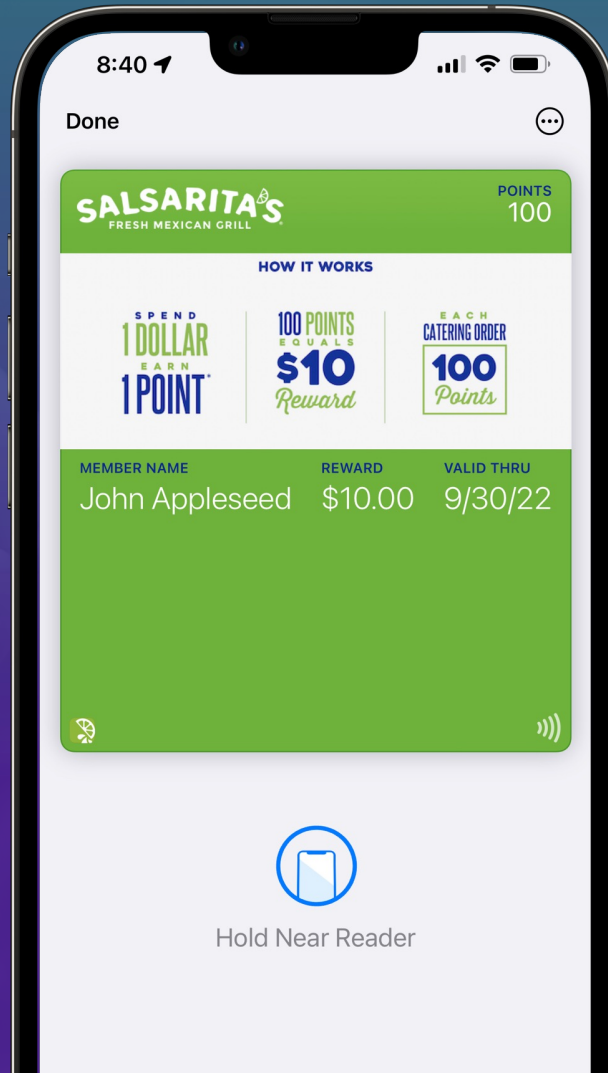 8:40
Done
SALSARITA'S
FRESH MEXICAN GRILL
POINTS
100
HOW IT WORKS
SPEND
1 DOLLAR
EARN
1 POINT*
100 POINTS
EQUALS
$10
Reward
EACH
CATERING ORDER
100
Points
MEMBER NAME
John Appleseed
REWARD
$10.00
VALID THRU
9/30/22
Hold Near Reader